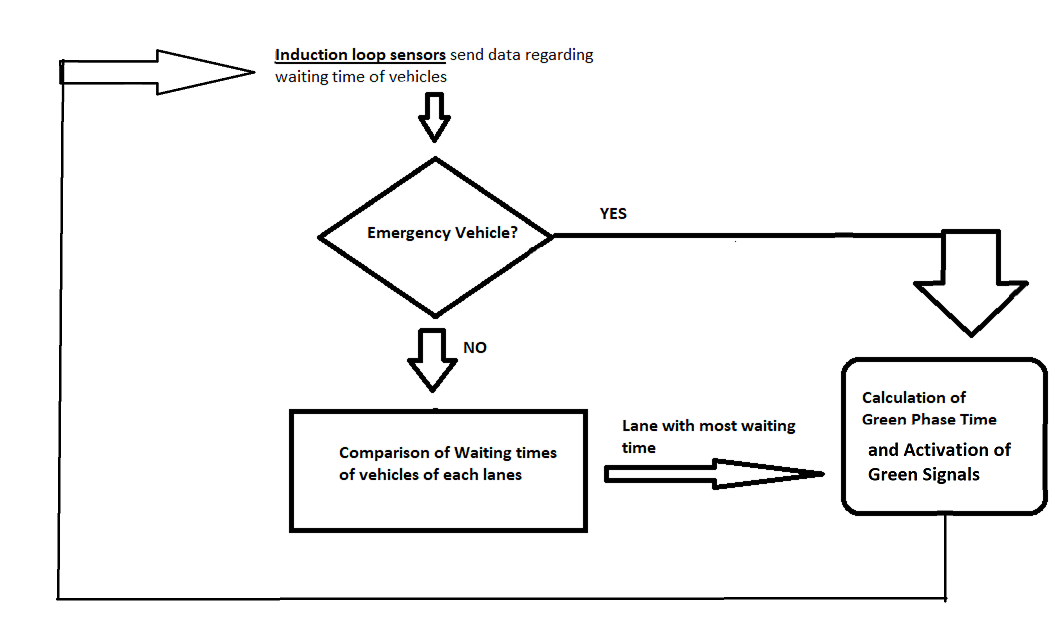 Induction loop sensors send data regarding
waiting time of vehicles
Emergency Vehicle?
YES
NO
Comparison of Waiting times
of vehicles of each lanes
Lane with most waiting
time
Calculation of
Green Phase Time
and Activation of
Green Signals